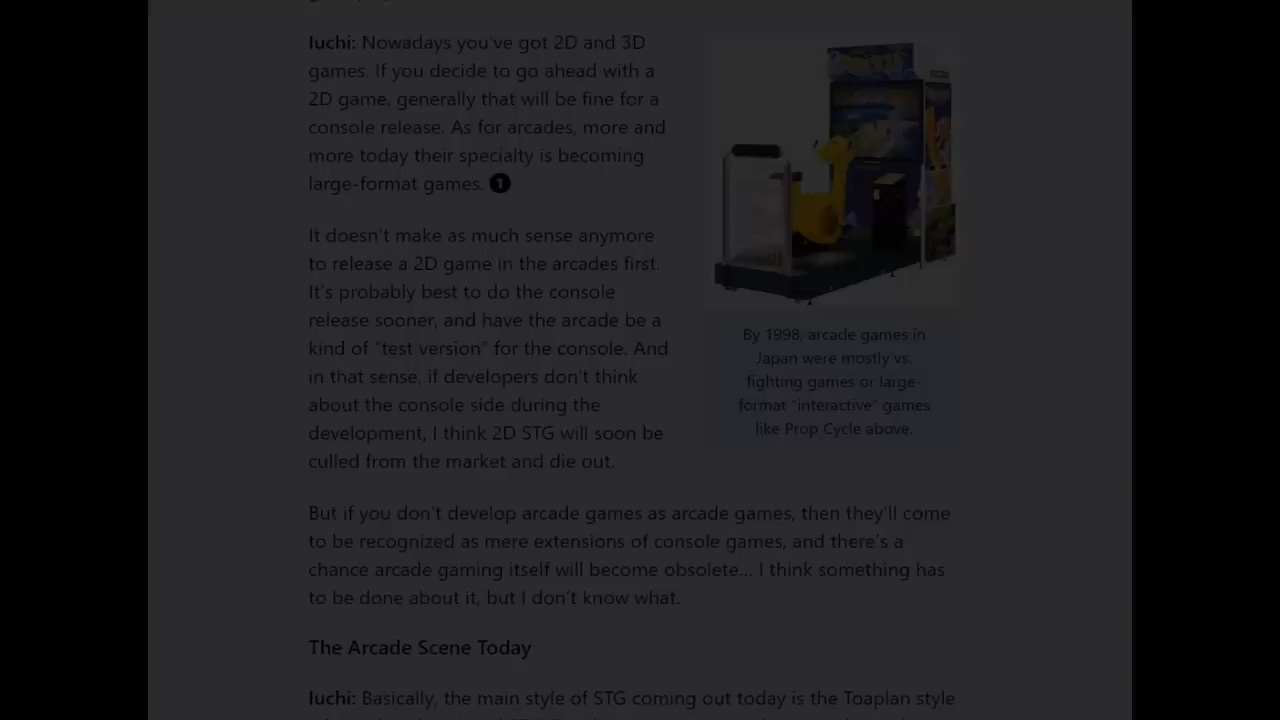 Iuchi: Nowadays you've got 2D and 3D
games. If you decide to go ahead with a
2D game, generally that will be fine for a
console release. As for arcades, more and
more today their specialty is becoming
large-format games. 1
It doesn't make as much sense anymore
to release a 2D game in the arcades first.
It's probably best to do the console
release sooner, and have the arcade be a
kind of "test version" for the console. And
in that sense, if developers don't think
about the console side during the
development, I think 2D STG will soon be
culled from the market and die out.
By 1998, arcade games in
Japan were mostly vs.
fighting games or large-
format "interactive" games
like Prop Cycle above.
But if you don't develop arcade games as arcade games, then they'll come
to be recognized as mere extensions of console games, and there's a
chance arcade gaming itself will become obsolete... I think something has
to be done about it, but I don't know what.
The Arcade Scene Today
Iuchi: Basically, the main style of STG coming out today is the Toaplan style